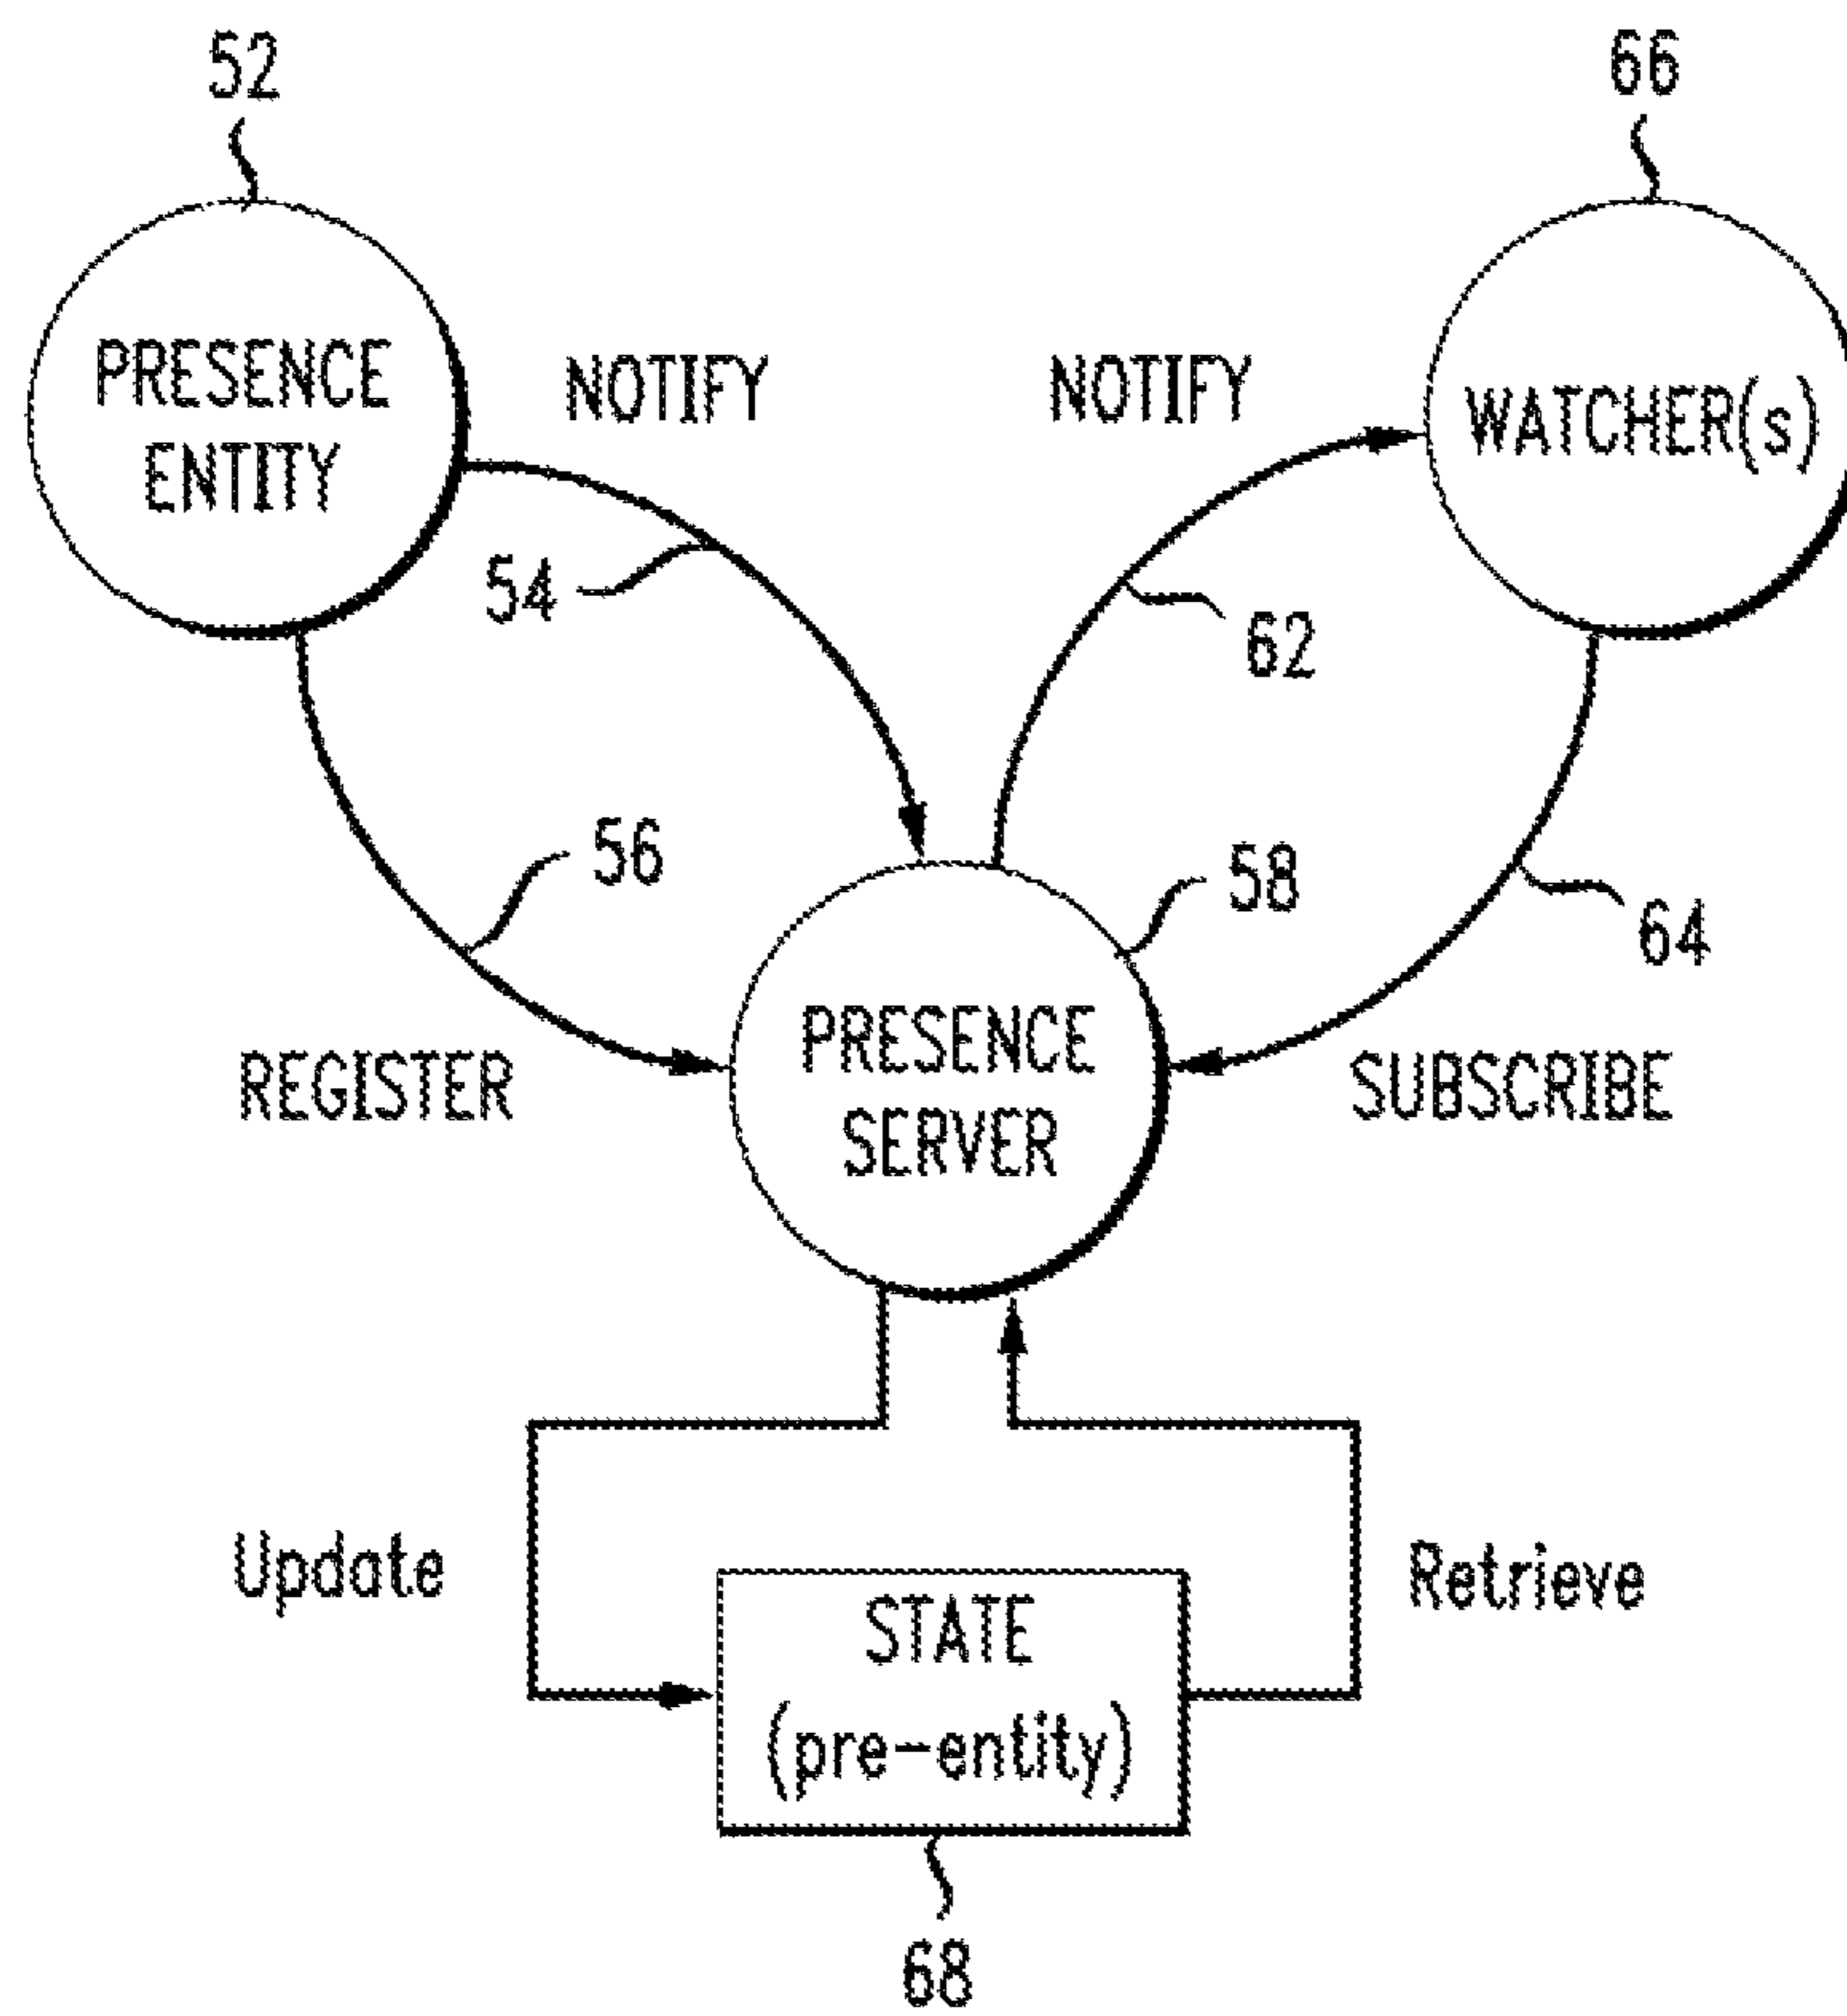 52
66
PRESENCE
ENTITY
NOTIFY
NOTIFY
WATCHER(s)
54
62
56
58
64
REGISTER
PRESENCE
SERVER
SUBSCRIBE
Update
STATE
(pre-entity)
Retrieve
68